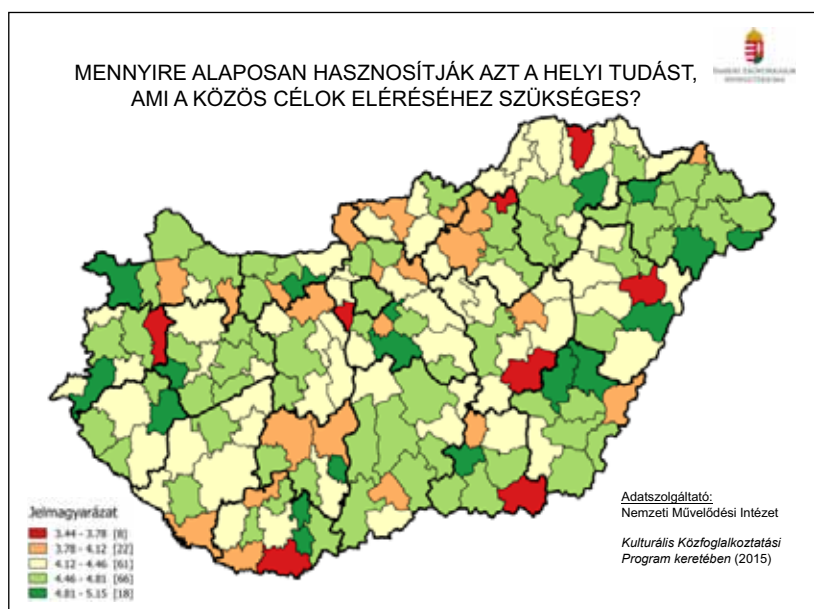 MENNYIRE ALAPOSAN HASZNOSÍTJÁK AZT A HELYI TUDÁST,
AMI A KÖZÖS CÉLOK ELÉRÉSÉHEZ SZÜKSÉGES?
Jelmagyarázat
3.44 - 3.78 [8]
3.78 - 4.12 [22]
4.12 - 4.46 [61]
4.46 - 4.81 [66]
4.81 - 5.15 [18]
Adatszolgáltató:
Nemzeti Művelődési Intézet
Kulturális Közfoglalkoztatási
Program keretében (2015)